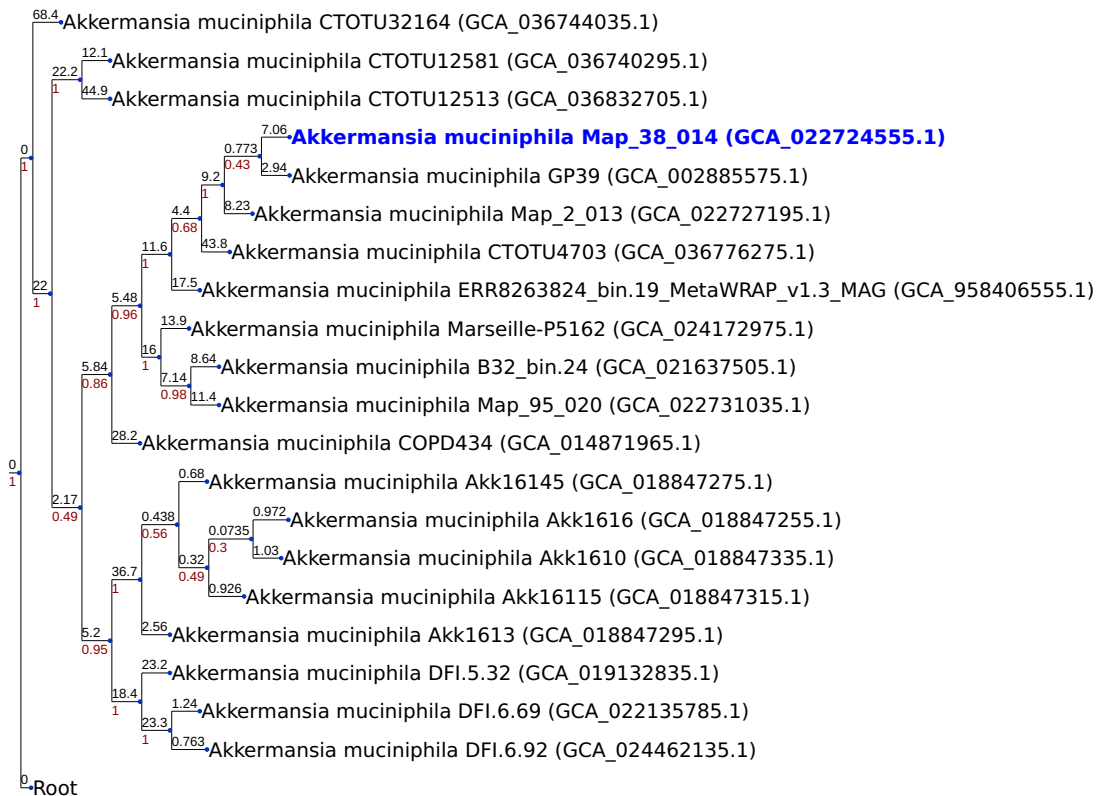 68.4 Akkermansia muciniphila CTOTU32164 (GCA_036744035.1)
12.1 Akkermansia muciniphila CTOTU12581 (GCA_036740295.1)
22.2
1
44.9 Akkermansia muciniphila CTOTU12513 (GCA_036832705.1)
7.06 Akkermansia muciniphila Map_38_014 (GCA_022724555.1)
0
1
0.773
0.43
2.94 Akkermansia muciniphila GP39 (GCA_002885575.1)
9.2
1
8.23 Akkermansia muciniphila Map_2_013 (GCA_022727195.1)
4.4
0.68
43.8 Akkermansia muciniphila CTOTU4703 (GCA_036776275.1)
11.6
1
17.5 Akkermansia muciniphila ERR8263824_bin.19_MetaWRAP_v1.3_MAG (GCA_958406555.1)
22
1
5.48
0.96
13.9 Akkermansia muciniphila Marseille-P5162 (GCA_024172975.1)
16
1
8.64 Akkermansia muciniphila B32_bin.24 (GCA_021637505.1)
5.84
0.86
7.14
0.98
11.4 Akkermansia muciniphila Map_95_020 (GCA_022731035.1)
28.2 Akkermansia muciniphila COPD434 (GCA_014871965.1)
0
1
0.68 Akkermansia muciniphila Akk16145 (GCA_018847275.1)
2.17
0.49
0.438
0.56
0.972 Akkermansia muciniphila Akk1616 (GCA_018847255.1)
0.0735
0.3
1.03 Akkermansia muciniphila Akk1610 (GCA_018847335.1)
0.32
0.49
36.7
1
0.926 Akkermansia muciniphila Akk16115 (GCA_018847315.1)
2.56 Akkermansia muciniphila Akk1613 (GCA_018847295.1)
5.2
0.95
23.2 Akkermansia muciniphila DFI.5.32 (GCA_019132835.1)
18.4
1
1.24 Akkermansia muciniphila DFI.6.69 (GCA_022135785.1)
23.3
1
0.763 Akkermansia muciniphila DFI.6.92 (GCA_024462135.1)
0 Root